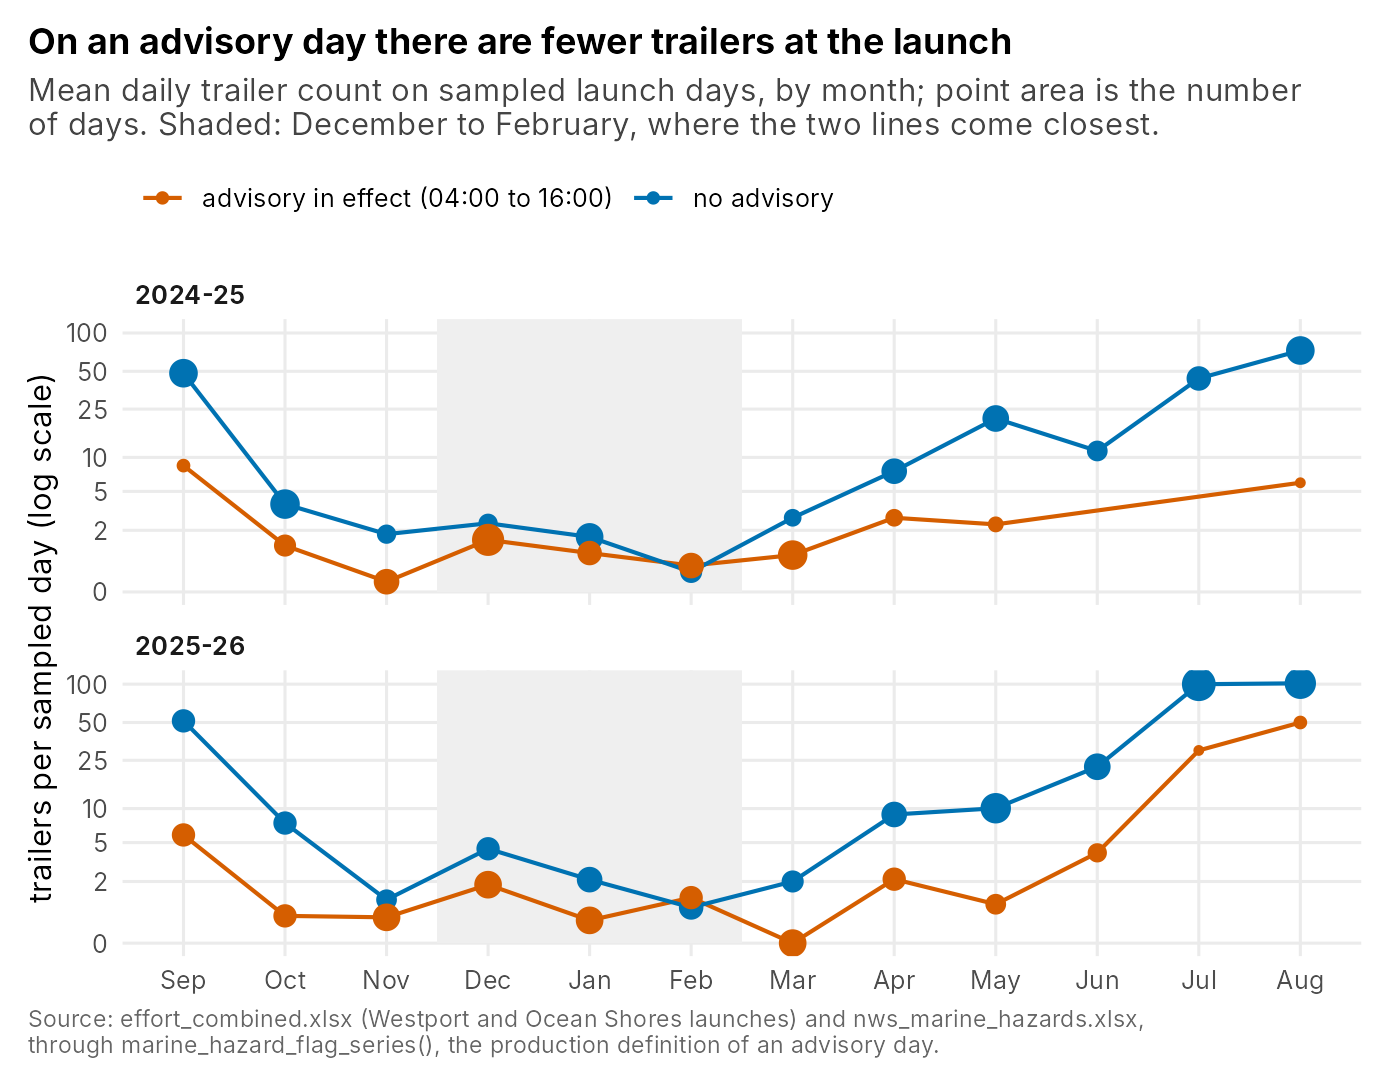 On an advisory day there are fewer trailers at the launch
Mean daily trailer count on sampled launch days, by month; point area is the number
of days. Shaded: December to February, where the two lines come closest.
advisory in effect (04:00 to 16:00)
no advisory
trailers per sampled day (log scale)
2024-25
100
50
25
10
5
2
0
2025-26
100
50
25
10
5
2
0
Sep Oct Nov Dec Jan Feb Mar Apr May Jun Jul Aug
Source: effort_combined.xlsx (Westport and Ocean Shores launches) and nws_marine_hazards.xlsx,
through marine_hazard_flag_series(), the production definition of an advisory day.